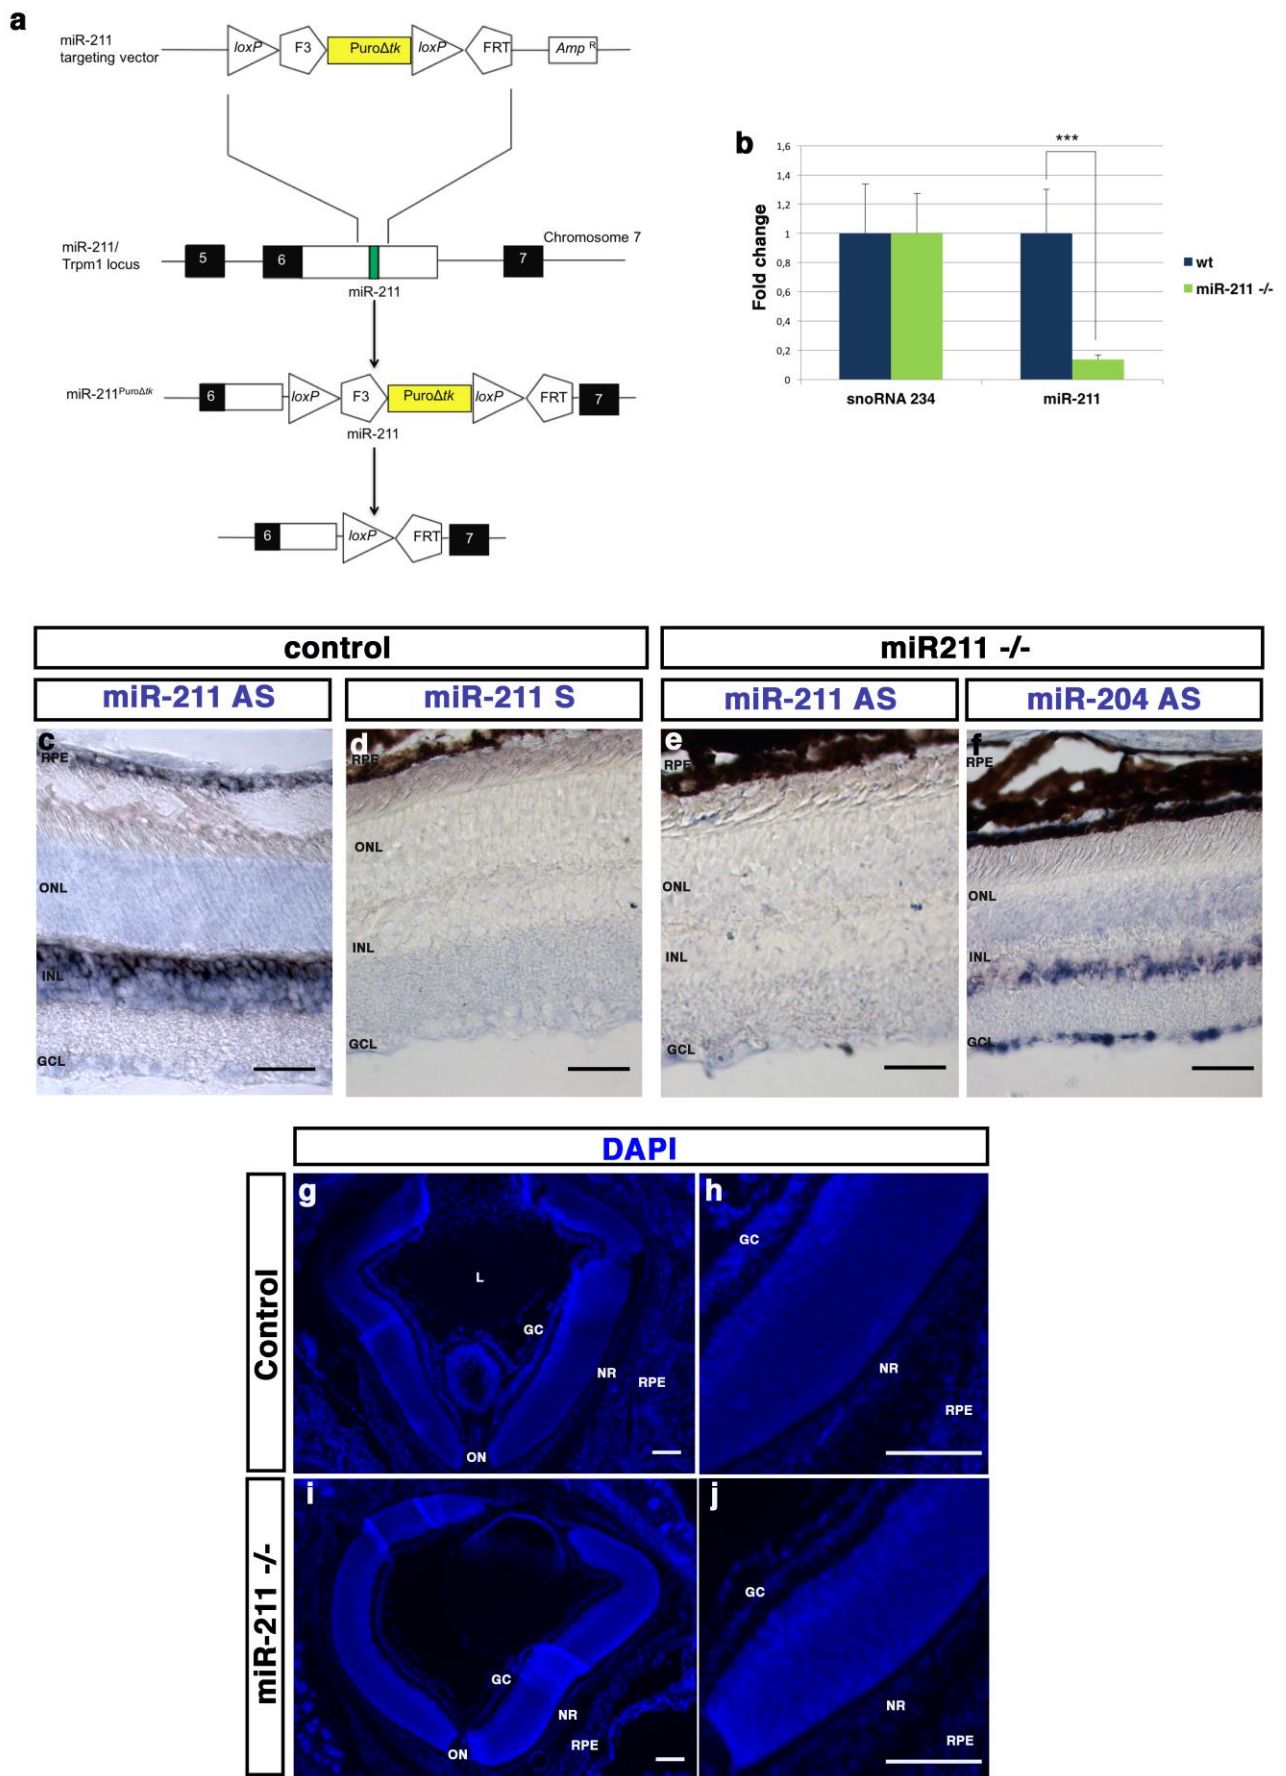 a
miR-211
targeting vector
loxP F3 PuroΔtk loxP FRT Amp R
miR-211/
Trpm1 locus
5 6 7
Chromosome 7
miR-211
miR-211PuroΔtk
6 loxP F3 PuroΔtk loxP FRT 7
miR-211
6 loxP FRT 7
b
Fold change
1,6
1,4
1,2
1
0,8
0,6
0,4
0,2
0
***
snoRNA 234 miR-211
wt
miR-211 -/-
control
miR211 -/-
miR-211 AS
miR-211 S
miR-211 AS
miR-204 AS
c
RPE
ONL
INL
GCL
d
RPE
ONL
INL
GCL
e
RPE
ONL
INL
GCL
f
RPE
ONL
INL
GCL
DAPI
Control
g
L
GC
NR
RPE
ON
h
GC
NR
RPE
miR-211 -/-
i
GC
NR
RPE
ON
j
GC
NR
RPE